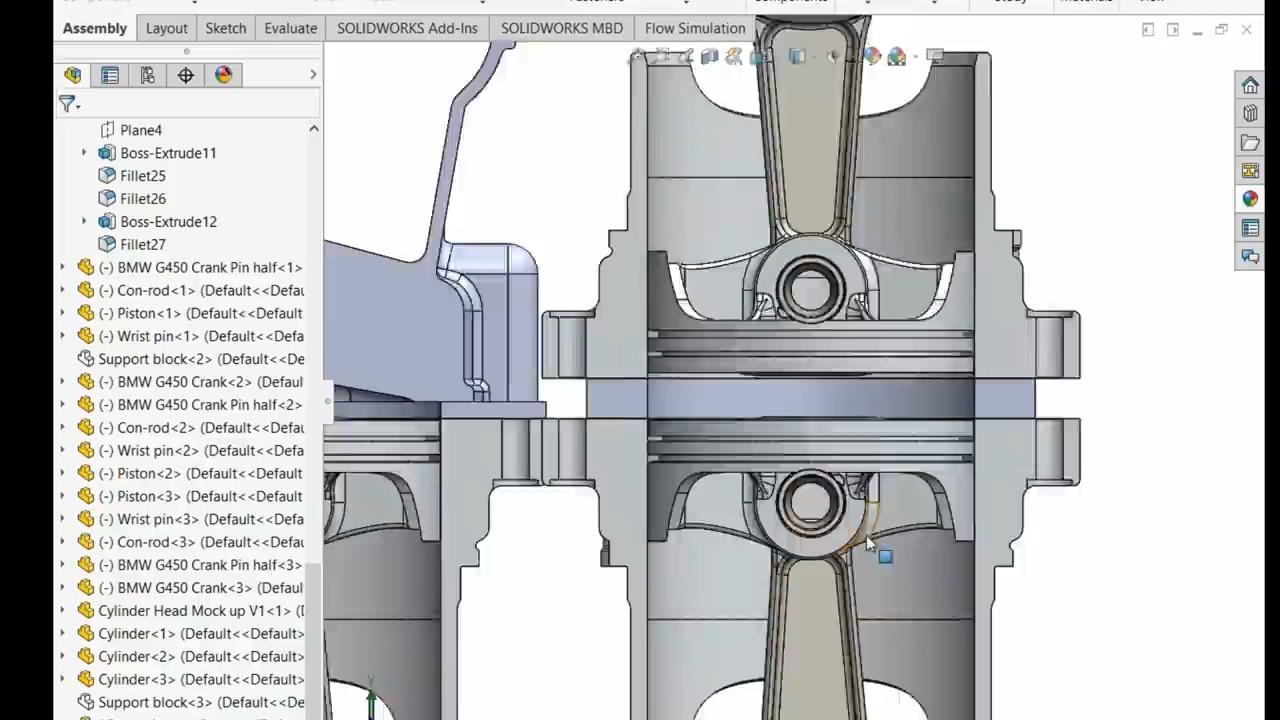 Assembly Layout Sketch Evaluate SOLIDWORKS Add-Ins SOLIDWORKS MBD Flow Simulation
Plane4
Boss-Extrude11
Fillet25
Fillet26
Boss-Extrude12
Fillet27
(-) BMW G450 Crank Pin half<1>
(-) Con-rod<1> (Default<<Defau
(-) Piston<1> (Default<<Default
(-) Wrist pin<1> (Default<<Defa
Support block<2> (Default<<De
(-) BMW G450 Crank<2> (Defaul
(-) BMW G450 Crank Pin half<2>
(-) Con-rod<2> (Default<<Defau
(-) Wrist pin<2> (Default<<Defa
(-) Piston<2> (Default<<Default
(-) Piston<3> (Default<<Default
(-) Wrist pin<3> (Default<<Defa
(-) Con-rod<3> (Default<<Defau
(-) BMW G450 Crank Pin half<3>
(-) BMW G450 Crank<3> (Defaul
Cylinder Head Mock up V1<1> (I
Cylinder<1> (Default<<Default>
Cylinder<2> (Default<<Default>
Cylinder<3> (Default<<Default>
Support block<3> (Default<<De
Y